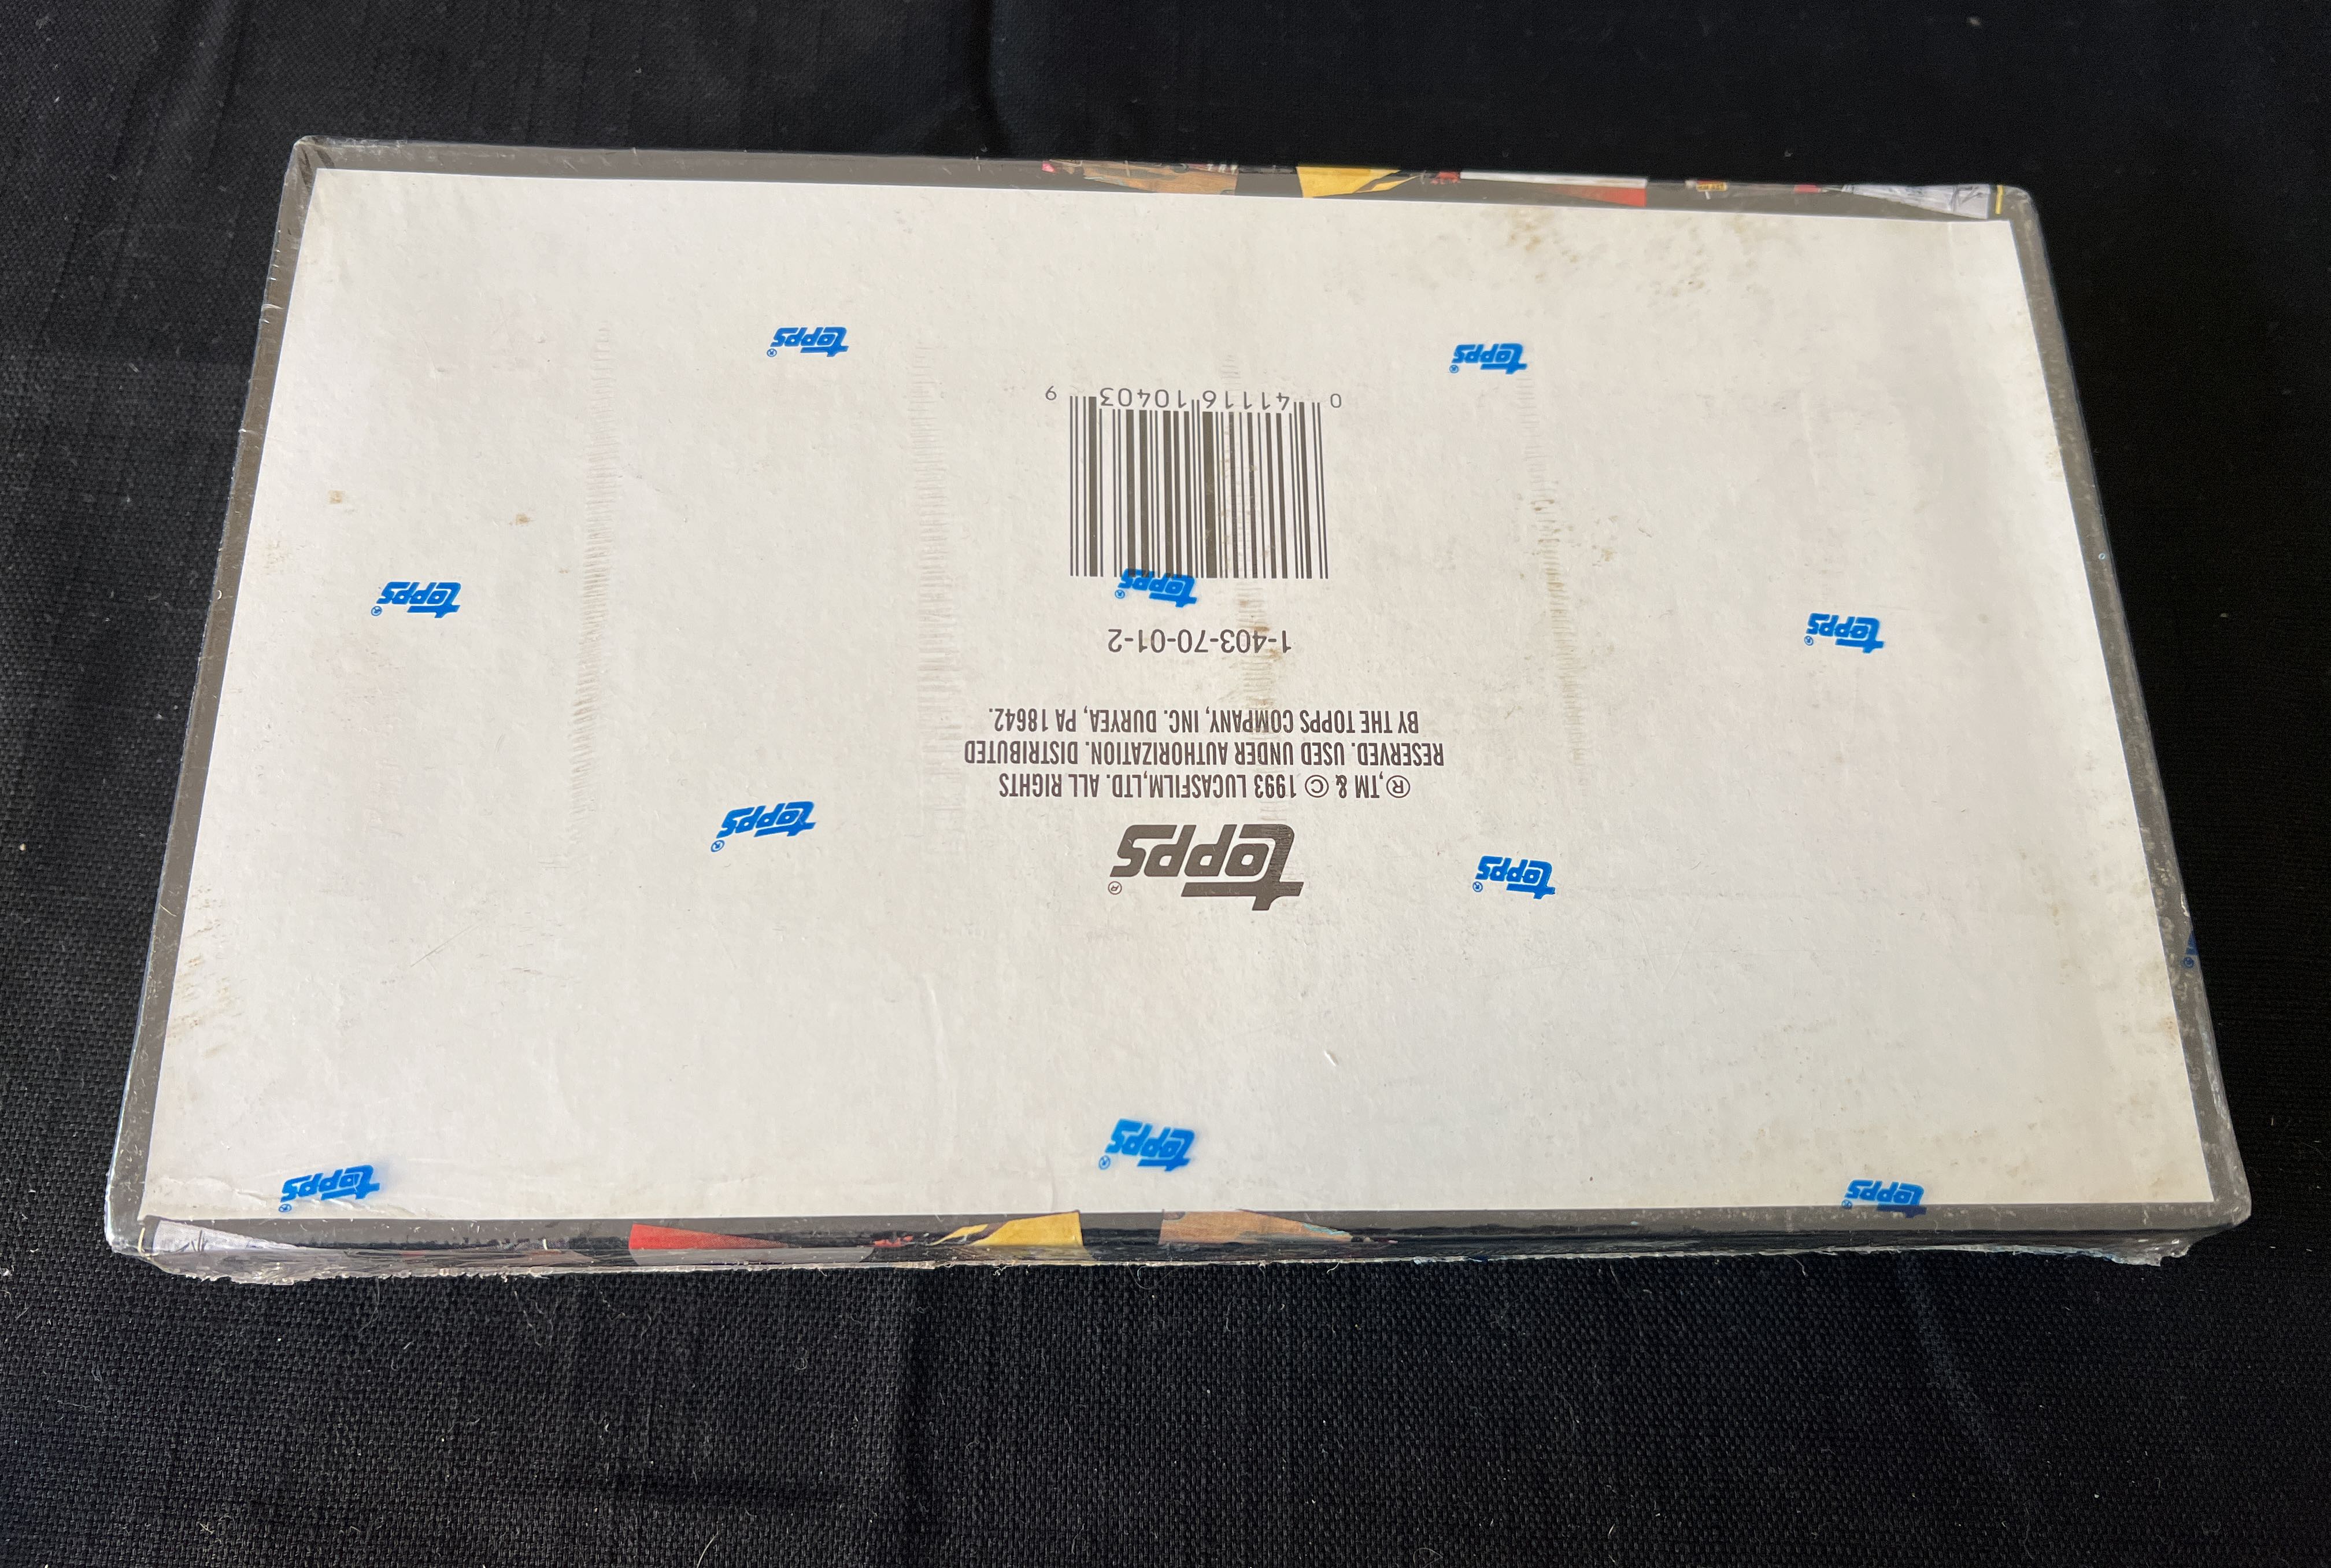 topps®
®,TM & © 1993 LUCASFILM,LTD. ALL RIGHTS
RESERVED. USED UNDER AUTHORIZATION. DISTRIBUTED
BY THE TOPPS COMPANY, INC. DURYEA, PA 18642.
1-403-70-01-2
0 41116 10403 9
topps®
topps®
topps®
topps®
topps®
topps®
topps®
topps®
topps®
topps®